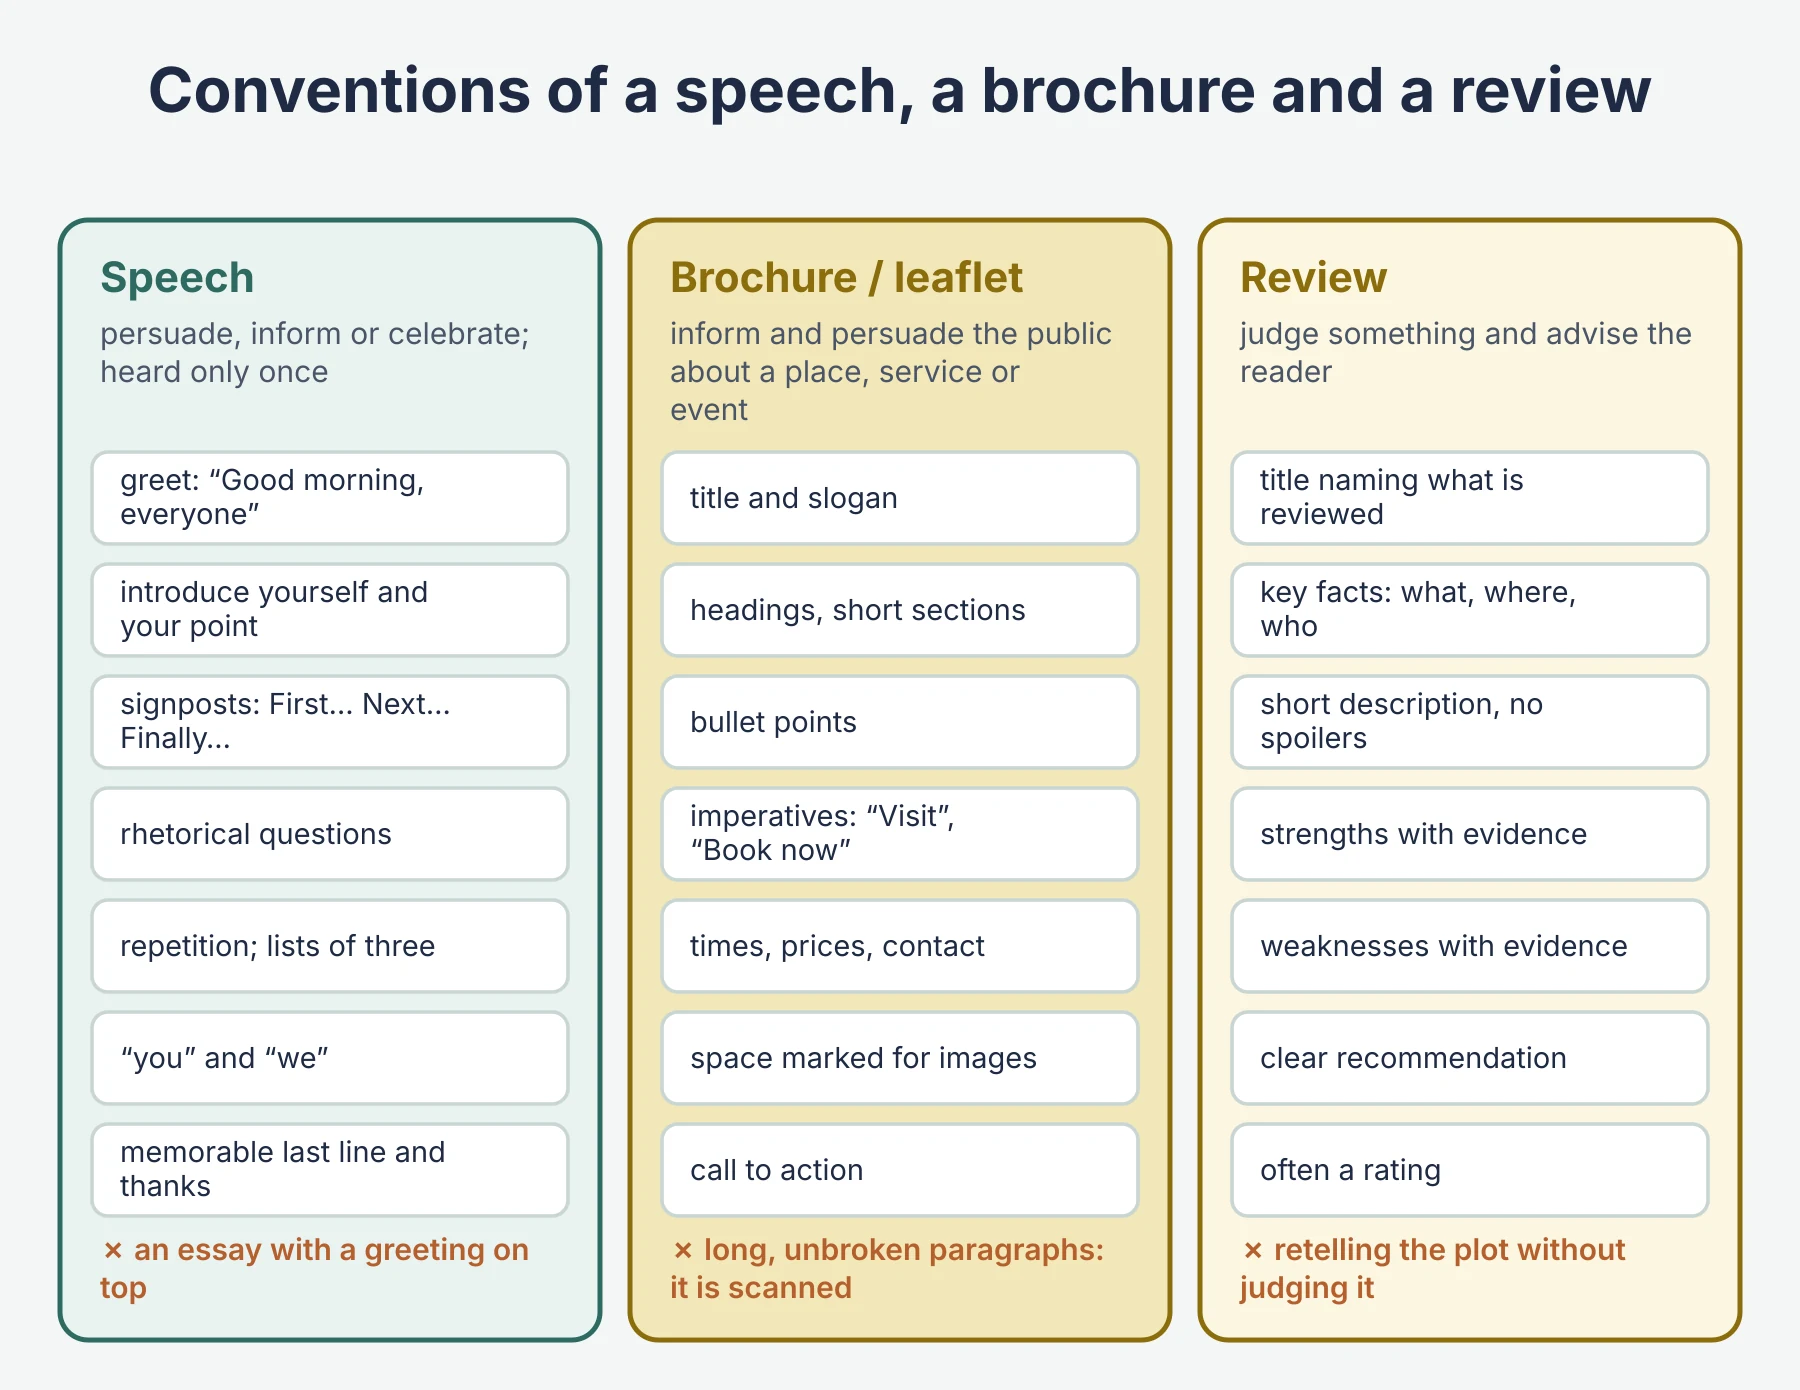 Conventions of a speech, a brochure and a review
Speech
persuade, inform or celebrate;
heard only once
greet: “Good morning,
everyone”
introduce yourself and
your point
signposts: First… Next…
Finally…
rhetorical questions
repetition; lists of three
“you” and “we”
memorable last line and
thanks
× an essay with a greeting on
top
Brochure / leaflet
inform and persuade the public
about a place, service or
event
title and slogan
headings, short sections
bullet points
imperatives: “Visit”,
“Book now”
times, prices, contact
space marked for images
call to action
× long, unbroken paragraphs:
it is scanned
Review
judge something and advise the
reader
title naming what is
reviewed
key facts: what, where,
who
short description, no
spoilers
strengths with evidence
weaknesses with evidence
clear recommendation
often a rating
× retelling the plot without
judging it